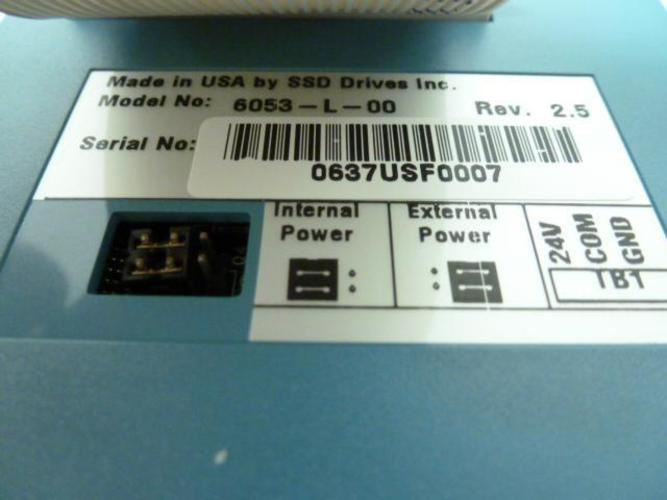 Made in USA by SSD Drives Inc.
Model No: 6053-L-00 Rev. 2.5
Serial No:
0637USF0007
Internal Power
External Power
24V
COM
GND
TB1